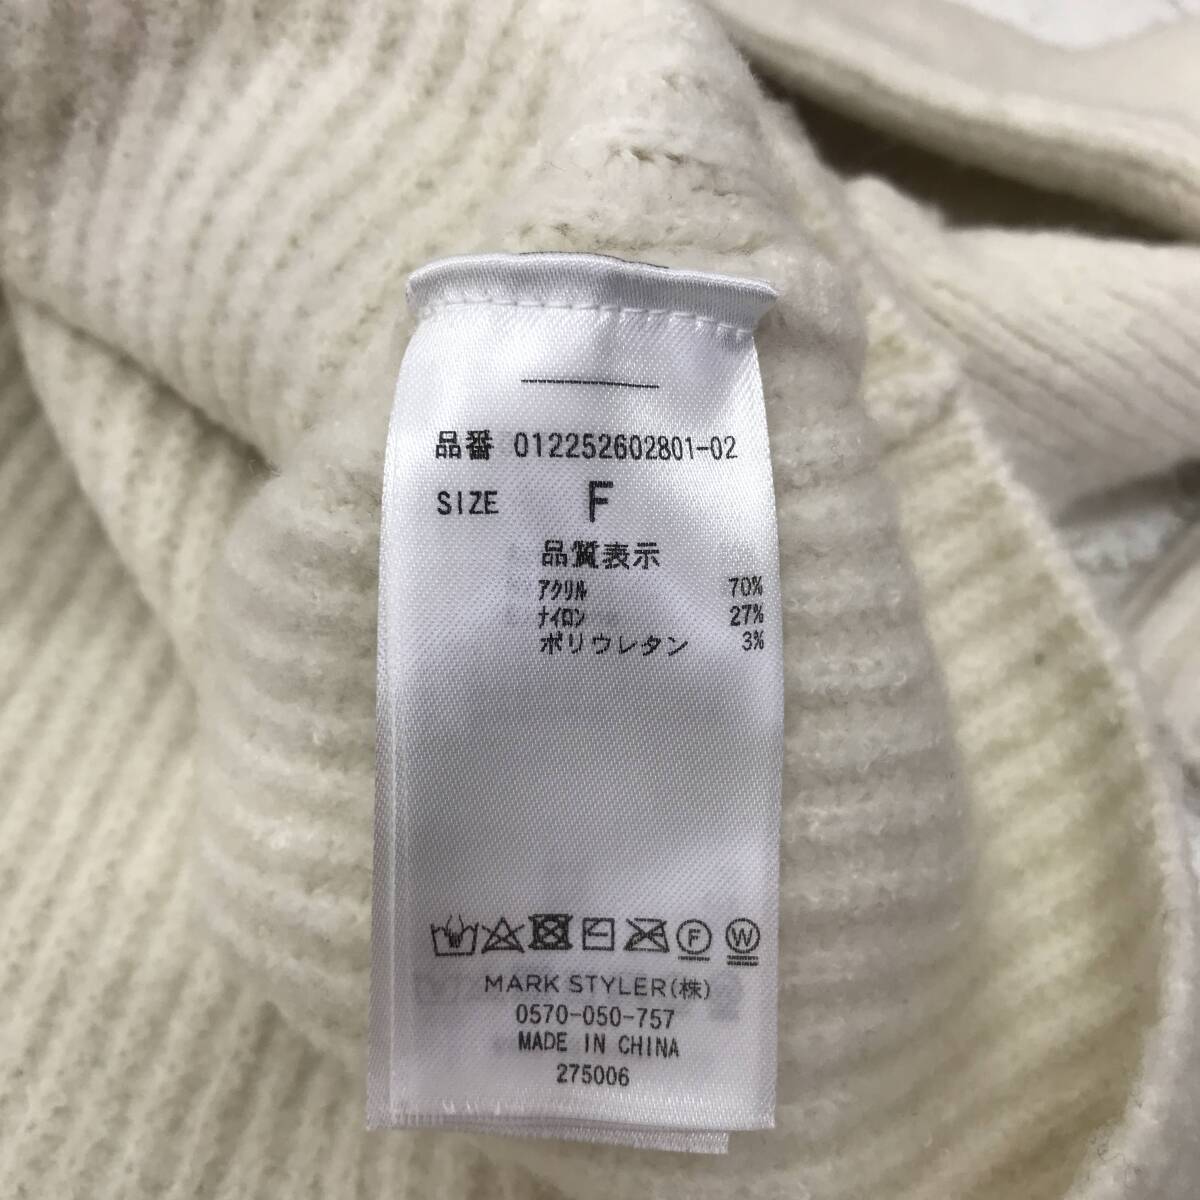 品番 012252602801-02
SIZE F
品質表示
アクリル 70%
ナイロン 27%
ポリウレタン 3%
F W
MARK STYLER(株)
0570-050-757
MADE IN CHINA
275006